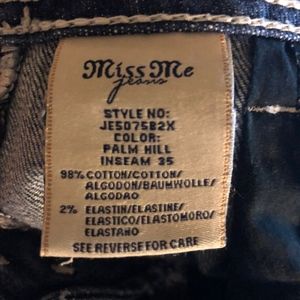 Miss Me
jeans
STYLE NO:
JE5075B2X
COLOR:
PALM HILL
INSEAM 35
98% COTTON/COTTON/
ALGODON/BAUMWOLLE/
ALGODAO
2% ELASTIN/ELASTINE/
ELASTICO/ELASTOMORO/
ELASTANO
SEE REVERSE FOR CARE